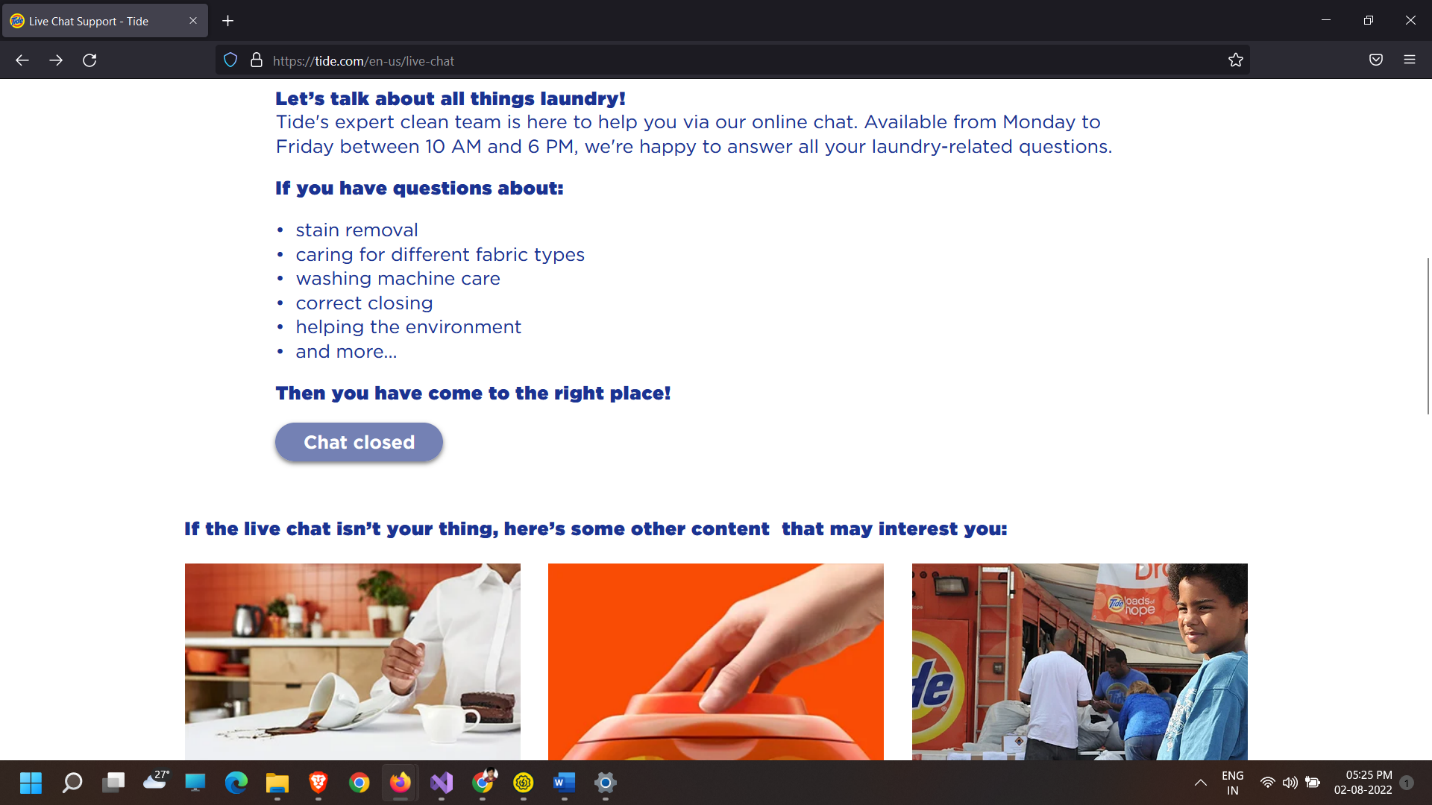 Live Chat Support - Tide
https://tide.com/en-us/live-chat
Let's talk about all things laundry!
Tide's expert clean team is here to help you via our online chat. Available from Monday to
Friday between 10 AM and 6 PM, we're happy to answer all your laundry-related questions.
If you have questions about:
• stain removal
• caring for different fabric types
• washing machine care
• correct closing
• helping the environment
• and more...
Then you have come to the right place!
Chat closed
If the live chat isn't your thing, here's some other content  that may interest you:
Tide loads of hope
27°
ENG
IN
05:25 PM
02-08-2022
1